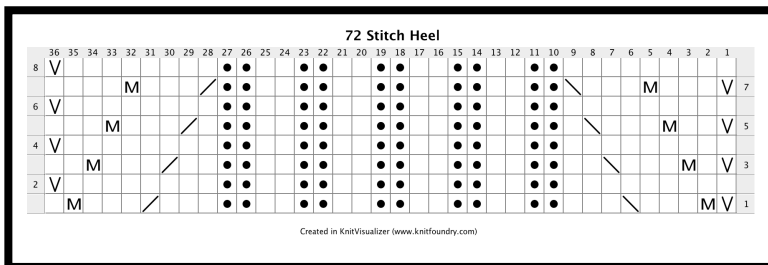 72 Stitch Heel
36 35 34 33 32 31 30 29 28 27 26 25 24 23 22 21 20 19 18 17 16 15 14 13 12 11 10 9 8 7 6 5 4 3 2 1
8 V
M M V 7
6 V
M M V 5
4 V
M M V 3
2 V
M M V 1
Created in KnitVisualizer (www.knitfoundry.com)